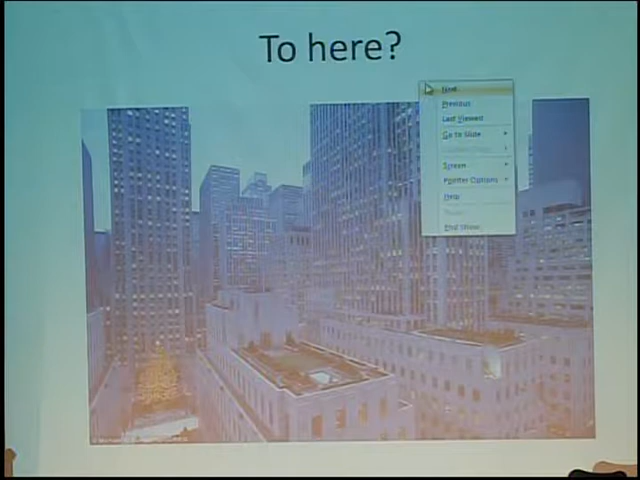 To here?
Next
Previous
Last Viewed
Go to Slide
Screen
Pointer Options
Help
End Show